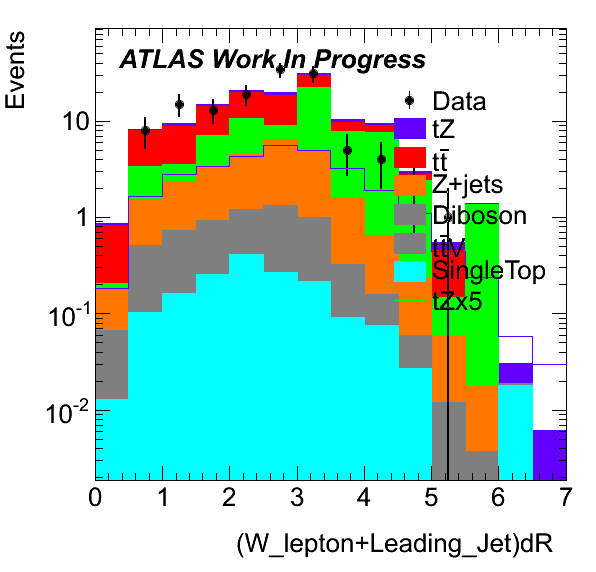 Events
ATLAS Work In Progress
Data
tZ
tt̄
Z+jets
Diboson
tt̄V
SingleTop
tZx5
10
1
10⁻¹
10⁻²
0 1 2 3 4 5 6 7
(W_lepton+Leading_Jet)dR